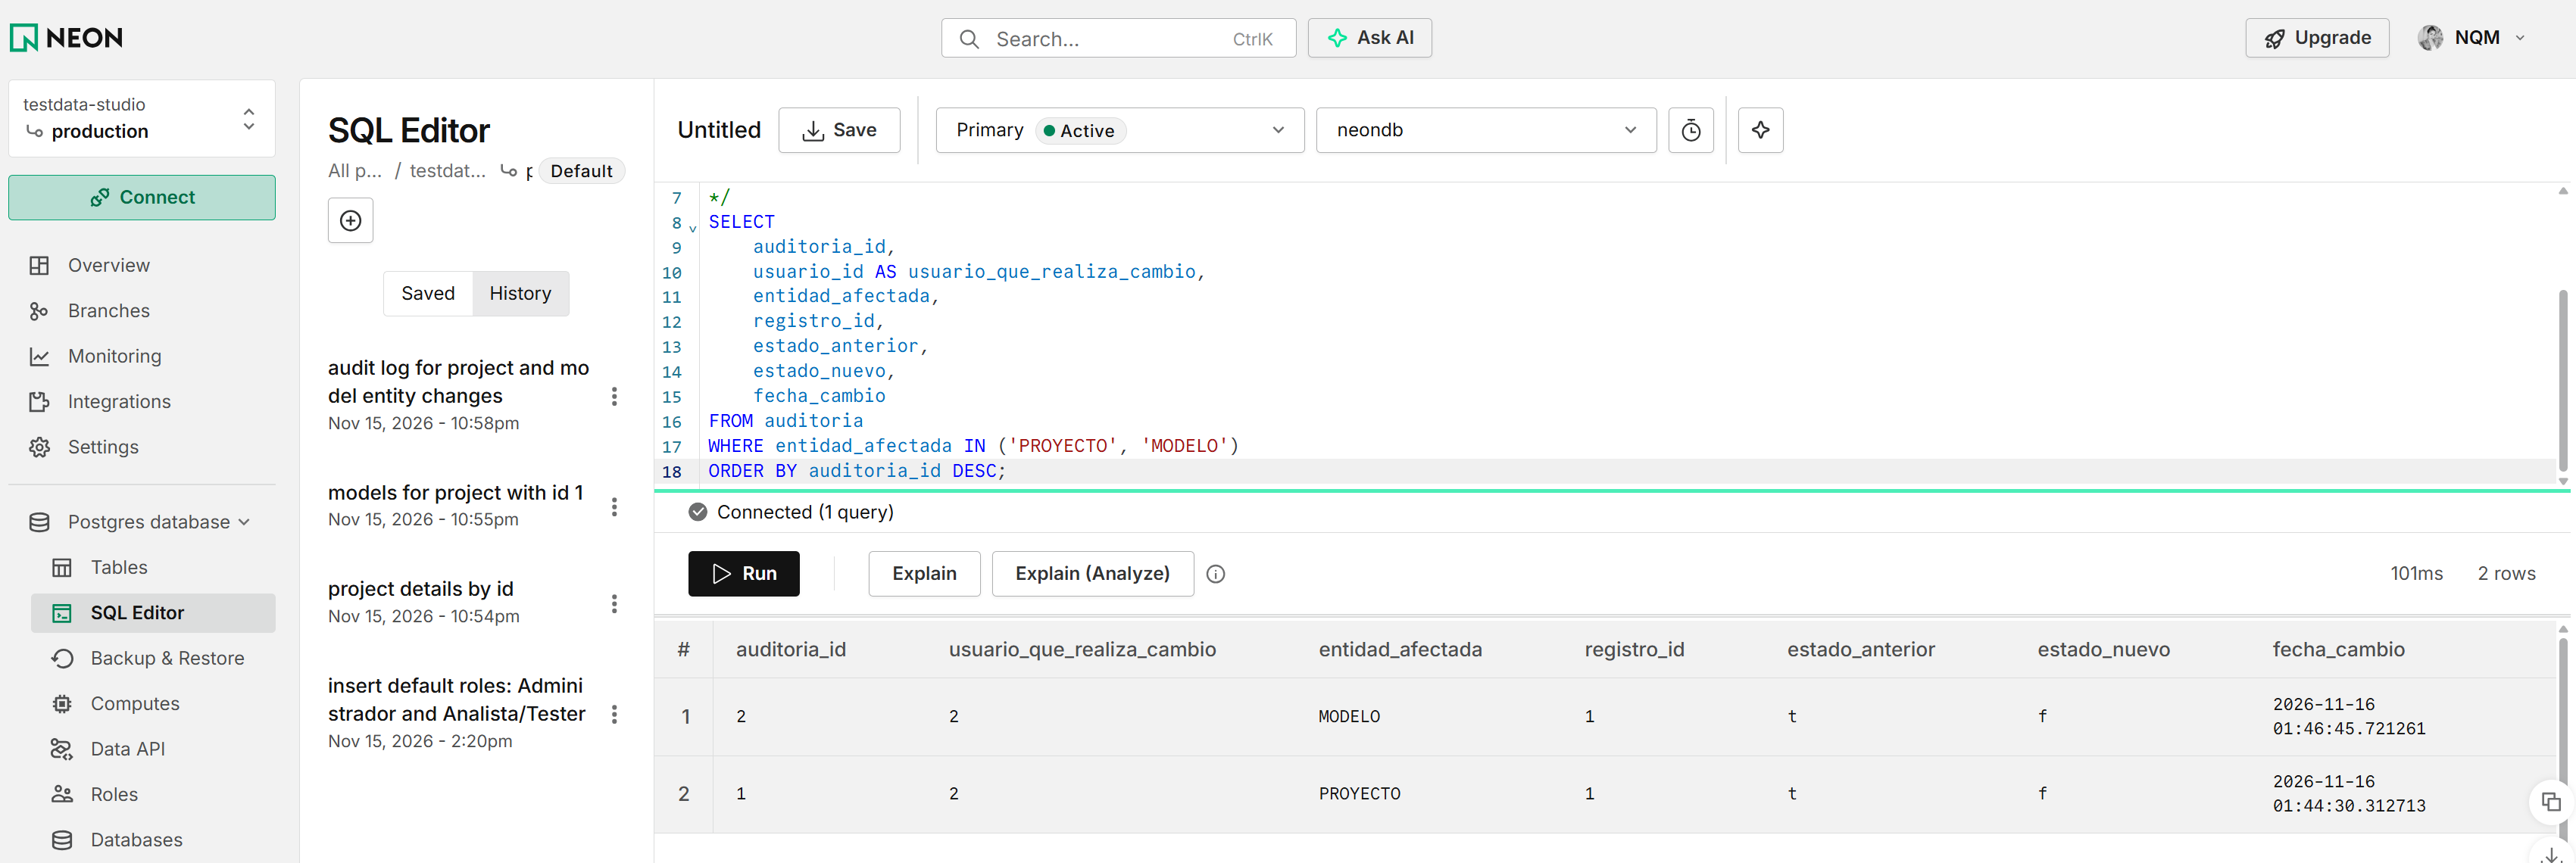 NEON
Search...
CtrlK
Ask AI
Upgrade
NQM
testdata-studio
production
Connect
Overview
Branches
Monitoring
Integrations
Settings
Postgres database
Tables
SQL Editor
Backup & Restore
Computes
Data API
Roles
Databases
SQL Editor
All p... / testdat... p Default
Saved
History
audit log for project and mo
del entity changes
Nov 15, 2026 - 10:58pm
models for project with id 1
Nov 15, 2026 - 10:55pm
project details by id
Nov 15, 2026 - 10:54pm
insert default roles: Admini
strador and Analista/Tester
Nov 15, 2026 - 2:20pm
Untitled
Save
Primary Active
neondb
7 */
8 SELECT
9 auditoria_id,
10 usuario_id AS usuario_que_realiza_cambio,
11 entidad_afectada,
12 registro_id,
13 estado_anterior,
14 estado_nuevo,
15 fecha_cambio
16 FROM auditoria
17 WHERE entidad_afectada IN ('PROYECTO', 'MODELO')
18 ORDER BY auditoria_id DESC;
Connected (1 query)
Run
Explain
Explain (Analyze)
101ms
2 rows
# auditoria_id usuario_que_realiza_cambio entidad_afectada registro_id estado_anterior estado_nuevo fecha_cambio
1 2 2 MODELO 1 t f 2026-11-16
01:46:45.721261
2 1 2 PROYECTO 1 t f 2026-11-16
01:44:30.312713